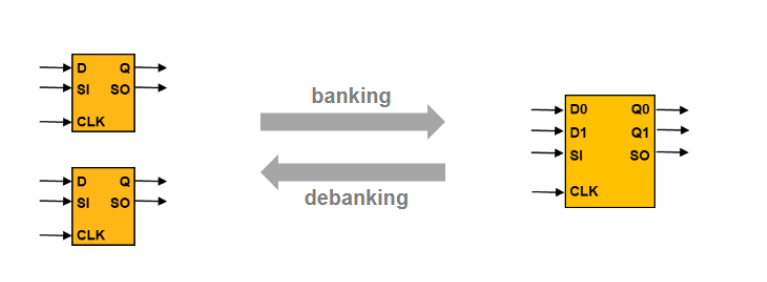 D Q
SI SO
CLK
D Q
SI SO
CLK
banking
debanking
D0 Q0
D1 Q1
SI SO
CLK